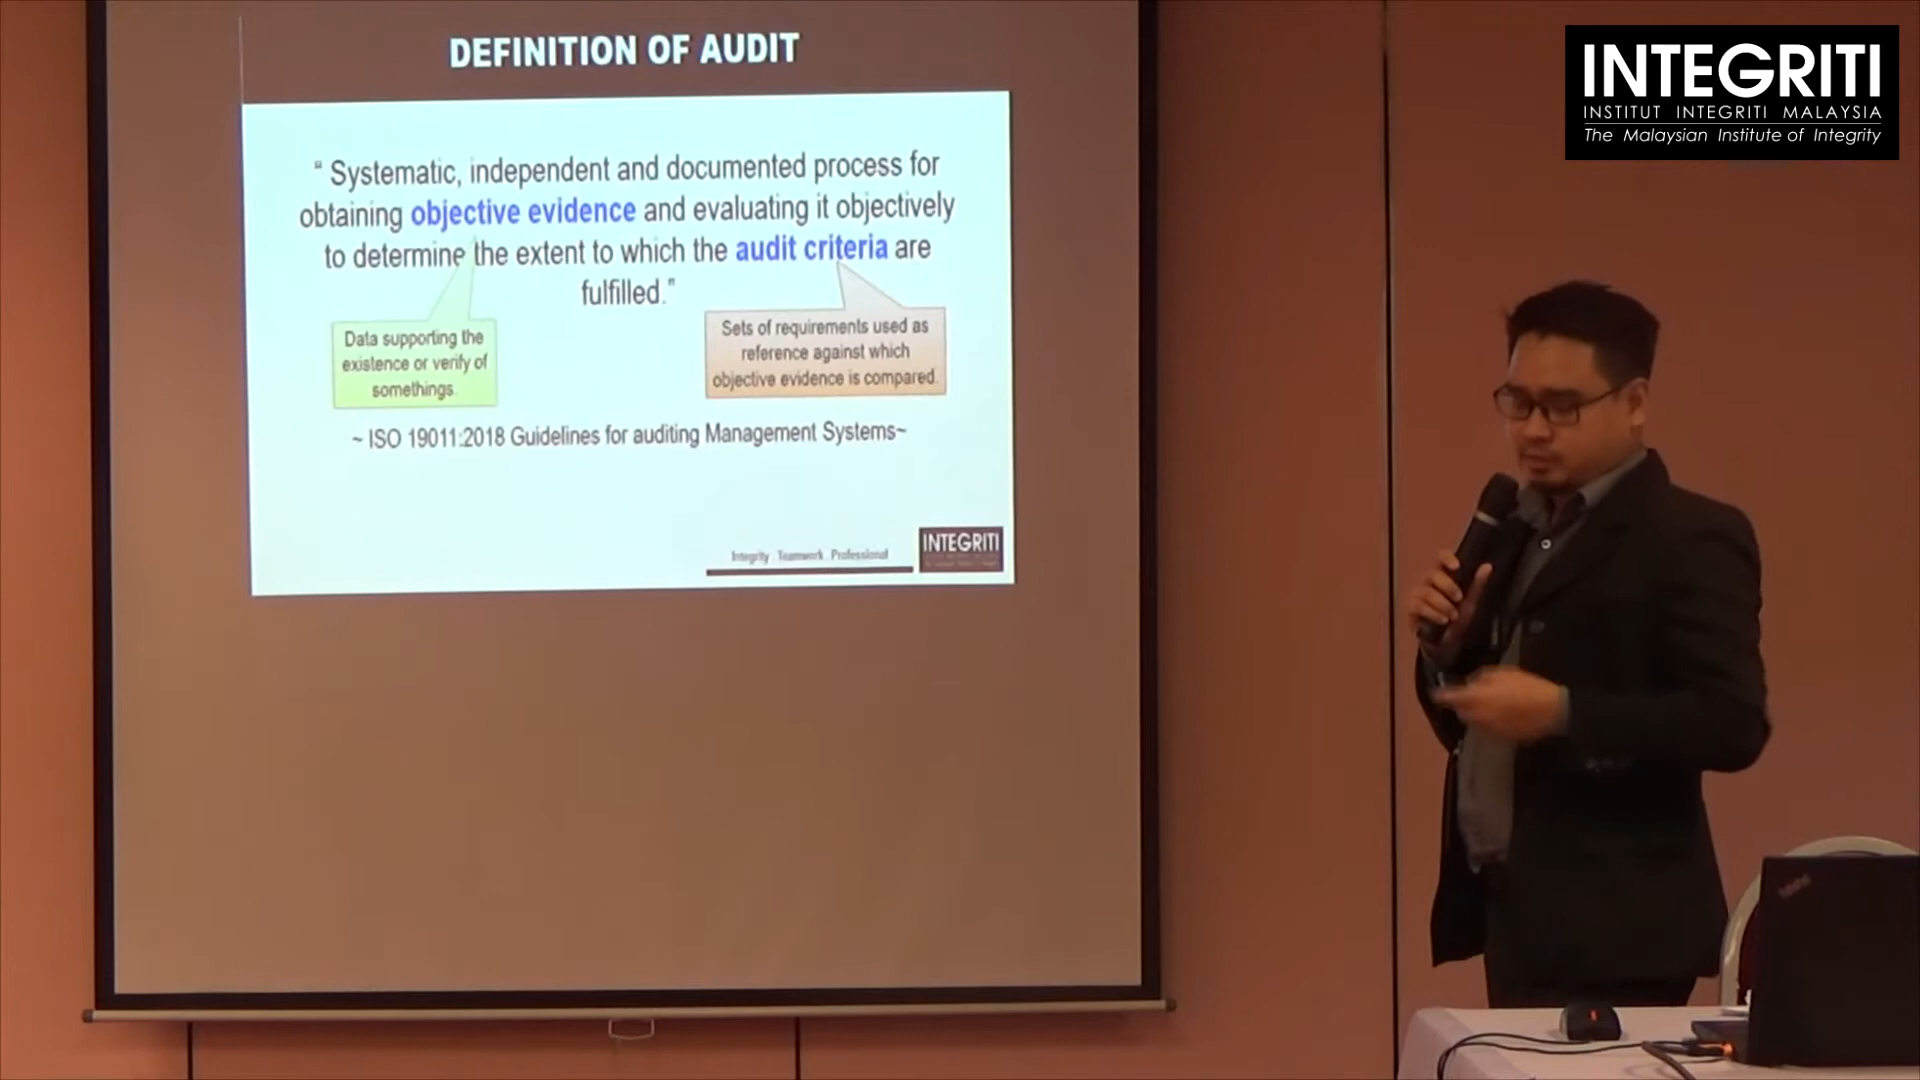 DEFINITION OF AUDIT
“ Systematic, independent and documented process for
obtaining objective evidence and evaluating it objectively
to determine the extent to which the audit criteria are
fulfilled.”
Data supporting the
existence or verify of
somethings.
Sets of requirements used as
reference against which
objective evidence is compared.
~ ISO 19011:2018 Guidelines for auditing Management Systems~
Integrity . Teamwork . Professional
INTEGRITI
INTEGRITI
INSTITUT INTEGRITI MALAYSIA
The Malaysian Institute of Integrity
ThinkPad